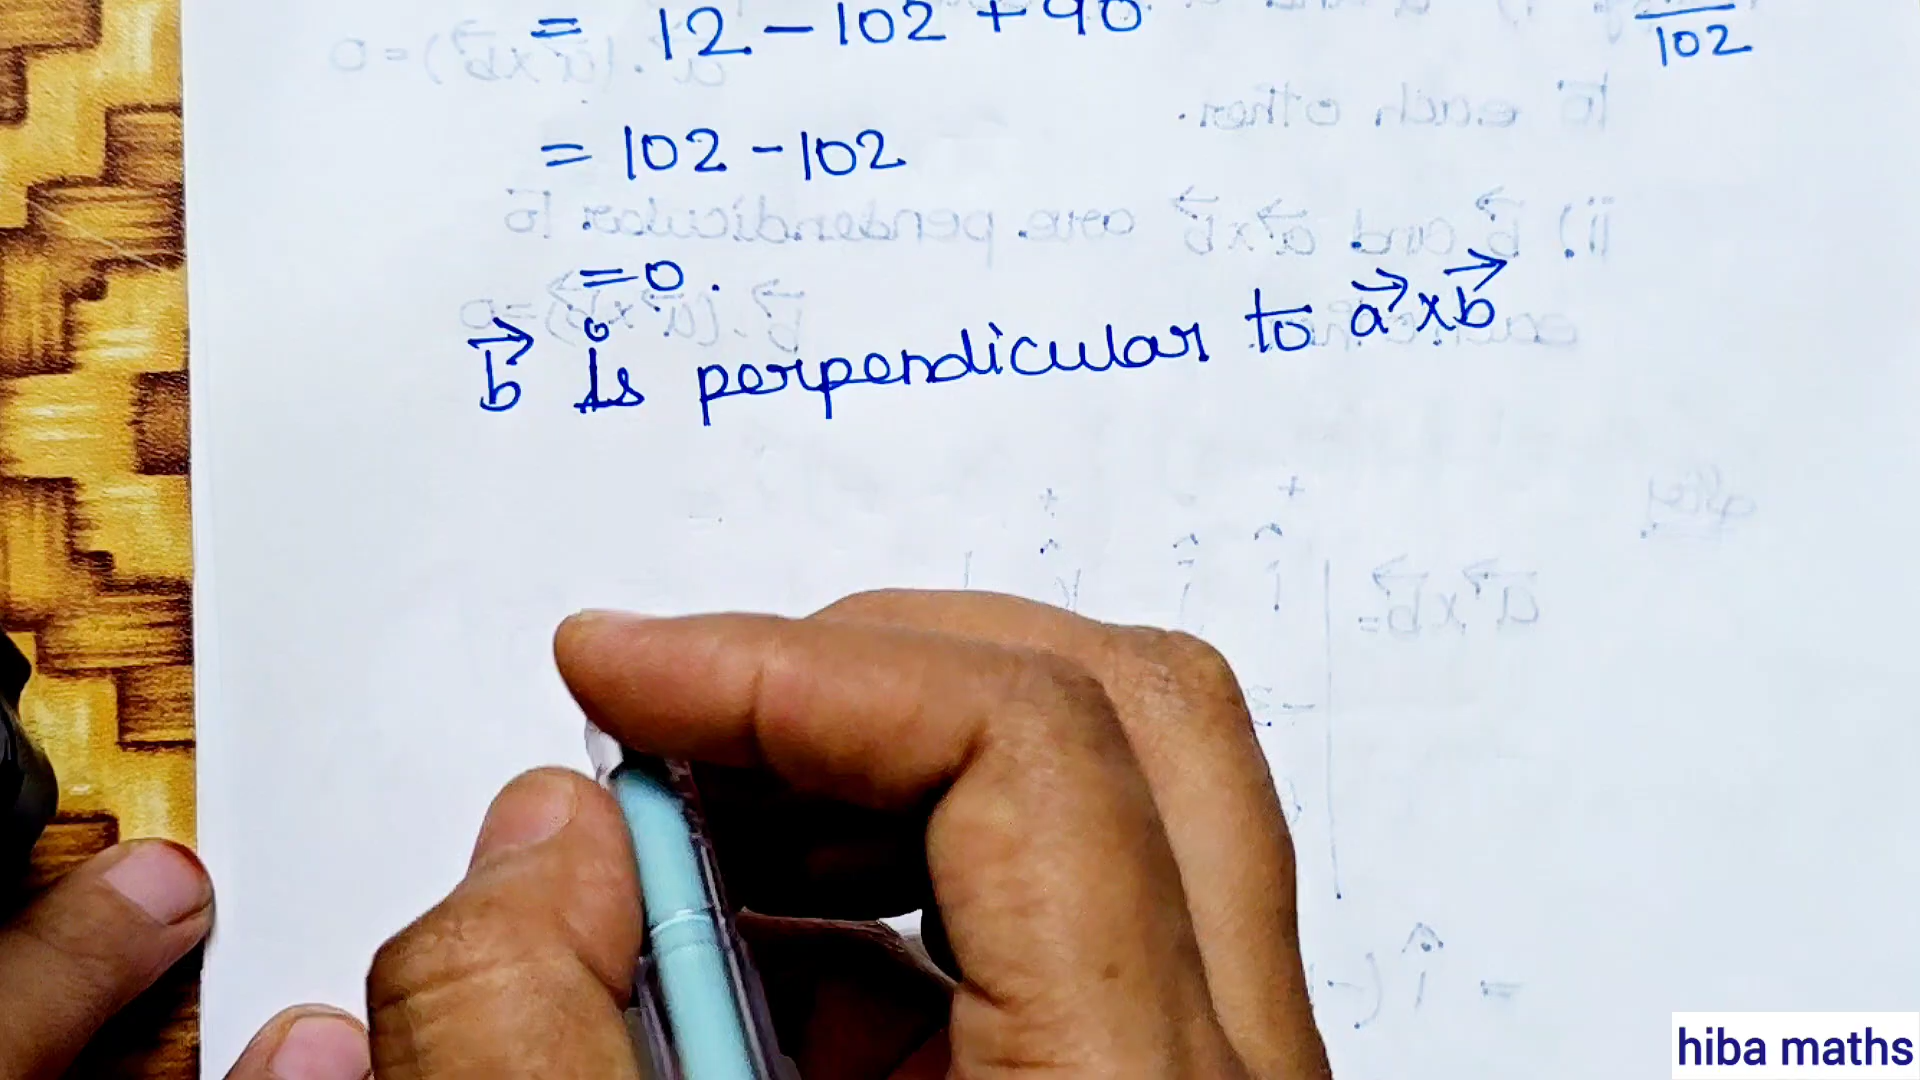 = 12 - 102 + 90
102
= 102 - 102
= 0.
b⃗ is perpendicular to a⃗ x b⃗
hiba maths